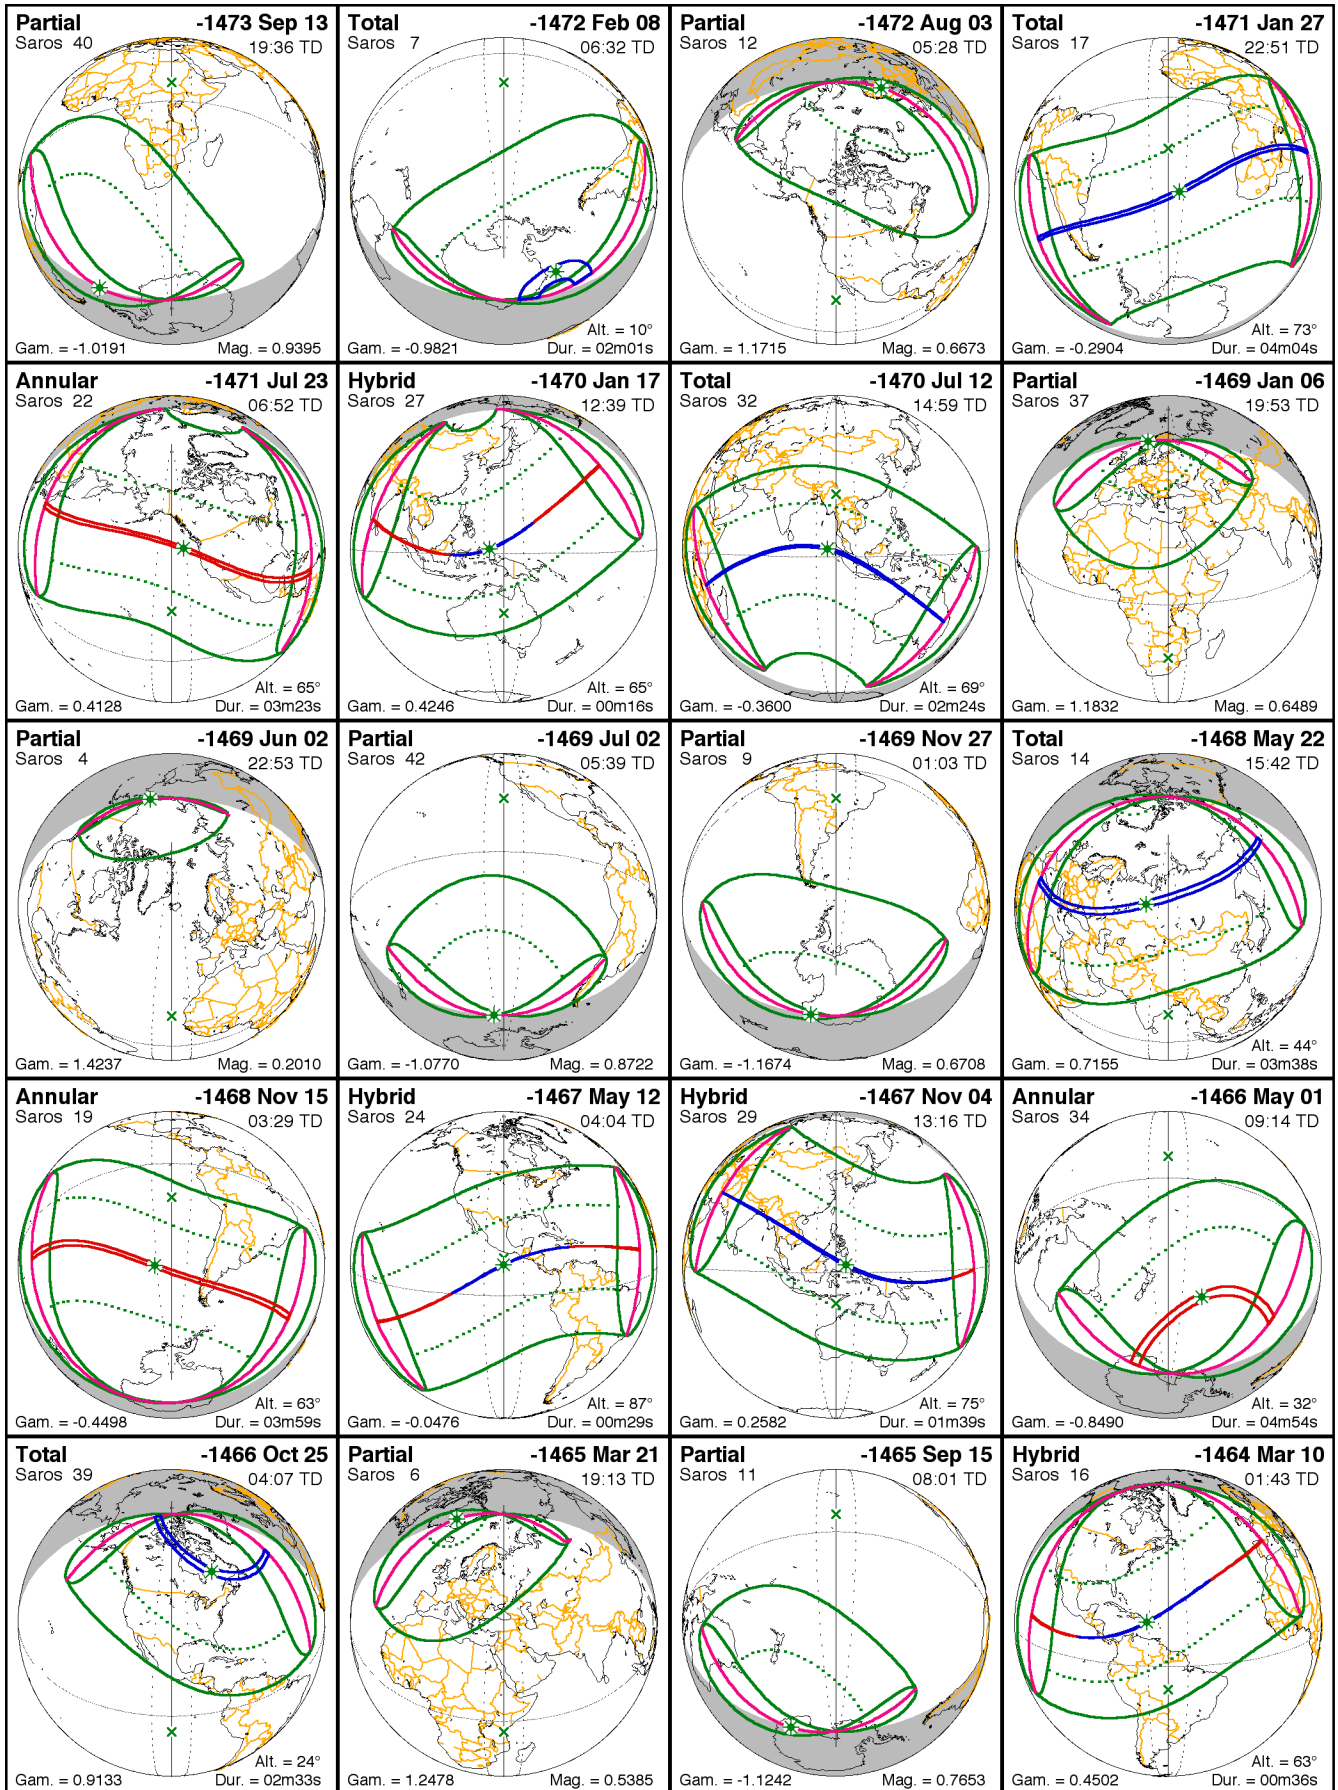 Partial -1473 Sep 13
Saros 40 19:36 TD
Gam. = -1.0191 Mag. = 0.9395
Total -1472 Feb 08
Saros 7 06:32 TD
Alt. = 10°
Gam. = -0.9821 Dur. = 02m01s
Partial -1472 Aug 03
Saros 12 05:28 TD
Gam. = 1.1715 Mag. = 0.6673
Total -1471 Jan 27
Saros 17 22:51 TD
Alt. = 73°
Gam. = -0.2904 Dur. = 04m04s
Annular -1471 Jul 23
Saros 22 06:52 TD
Alt. = 65°
Gam. = 0.4128 Dur. = 03m23s
Hybrid -1470 Jan 17
Saros 27 12:39 TD
Alt. = 65°
Gam. = 0.4246 Dur. = 00m16s
Total -1470 Jul 12
Saros 32 14:59 TD
Alt. = 69°
Gam. = -0.3600 Dur. = 02m24s
Partial -1469 Jan 06
Saros 37 19:53 TD
Gam. = 1.1832 Mag. = 0.6489
Partial -1469 Jun 02
Saros 4 22:53 TD
Gam. = 1.4237 Mag. = 0.2010
Partial -1469 Jul 02
Saros 42 05:39 TD
Gam. = -1.0770 Mag. = 0.8722
Partial -1469 Nov 27
Saros 9 01:03 TD
Gam. = -1.1674 Mag. = 0.6708
Total -1468 May 22
Saros 14 15:42 TD
Alt. = 44°
Gam. = 0.7155 Dur. = 03m38s
Annular -1468 Nov 15
Saros 19 03:29 TD
Alt. = 63°
Gam. = -0.4498 Dur. = 03m59s
Hybrid -1467 May 12
Saros 24 04:04 TD
Alt. = 87°
Gam. = -0.0476 Dur. = 00m29s
Hybrid -1467 Nov 04
Saros 29 13:16 TD
Alt. = 75°
Gam. = 0.2582 Dur. = 01m39s
Annular -1466 May 01
Saros 34 09:14 TD
Alt. = 32°
Gam. = -0.8490 Dur. = 04m54s
Total -1466 Oct 25
Saros 39 04:07 TD
Alt. = 24°
Gam. = 0.9133 Dur. = 02m33s
Partial -1465 Mar 21
Saros 6 19:13 TD
Gam. = 1.2478 Mag. = 0.5385
Partial -1465 Sep 15
Saros 11 08:01 TD
Gam. = -1.1242 Mag. = 0.7653
Hybrid -1464 Mar 10
Saros 16 01:43 TD
Alt. = 63°
Gam. = 0.4502 Dur. = 00m36s